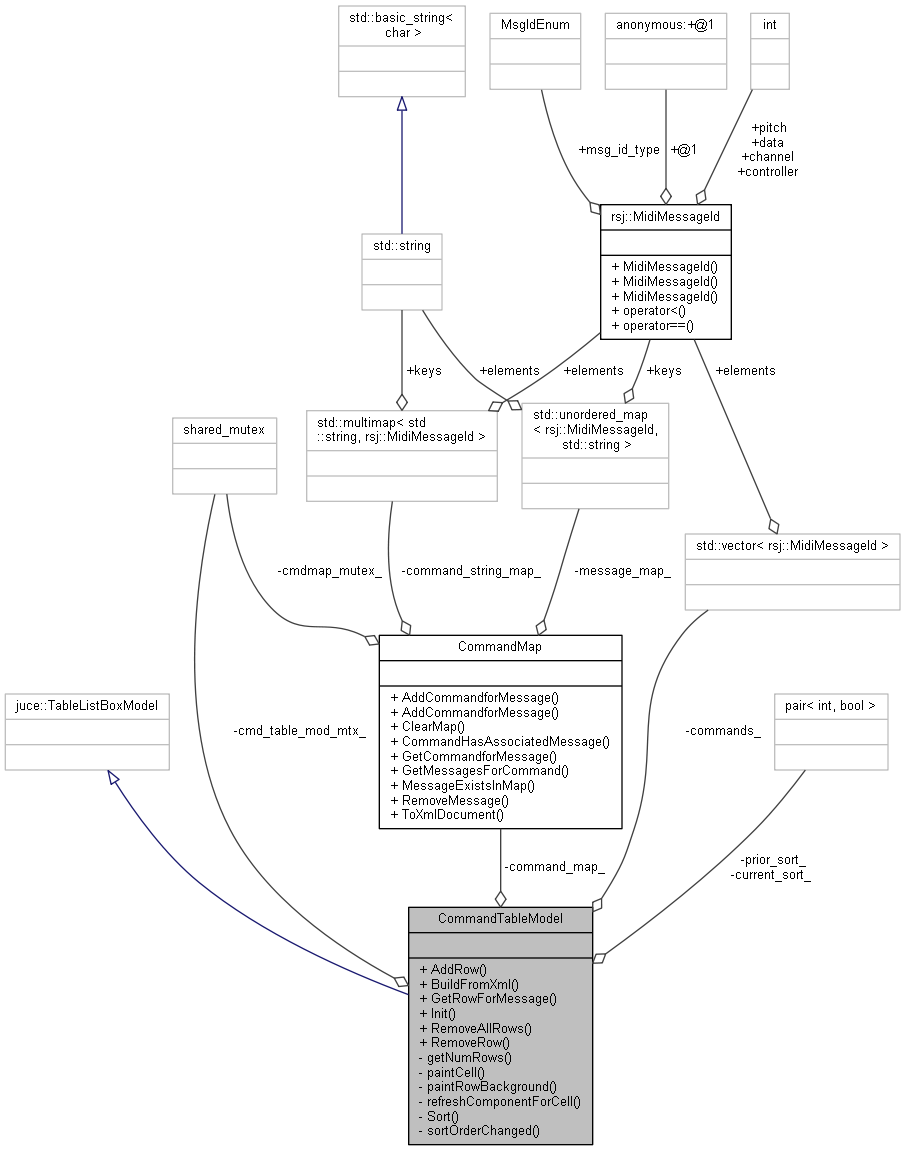 std::basic_string<
char >
MsgIdEnum
anonymous:+@1
int
+pitch
+data
+channel
+controller
+msg_id_type
+@1
rsj::MidiMessageId
+ MidiMessageId()
+ MidiMessageId()
+ MidiMessageId()
+ operator<()
+ operator==()
std::string
+keys
+elements
+elements
+keys
+elements
shared_mutex
std::multimap< std
::string, rsj::MidiMessageId >
std::unordered_map
< rsj::MidiMessageId,
std::string >
std::vector< rsj::MidiMessageId >
-cmdmap_mutex_
-command_string_map_
-message_map_
CommandMap
+ AddCommandforMessage()
+ AddCommandforMessage()
+ ClearMap()
+ CommandHasAssociatedMessage()
+ GetCommandforMessage()
+ GetMessagesForCommand()
+ MessageExistsInMap()
+ RemoveMessage()
+ ToXmlDocument()
juce::TableListBoxModel
-cmd_table_mod_mtx_
-commands_
pair< int, bool >
-command_map_
-prior_sort_
-current_sort_
CommandTableModel
+ AddRow()
+ BuildFromXml()
+ GetRowForMessage()
+ Init()
+ RemoveAllRows()
+ RemoveRow()
- getNumRows()
- paintCell()
- paintRowBackground()
- refreshComponentForCell()
- Sort()
- sortOrderChanged()